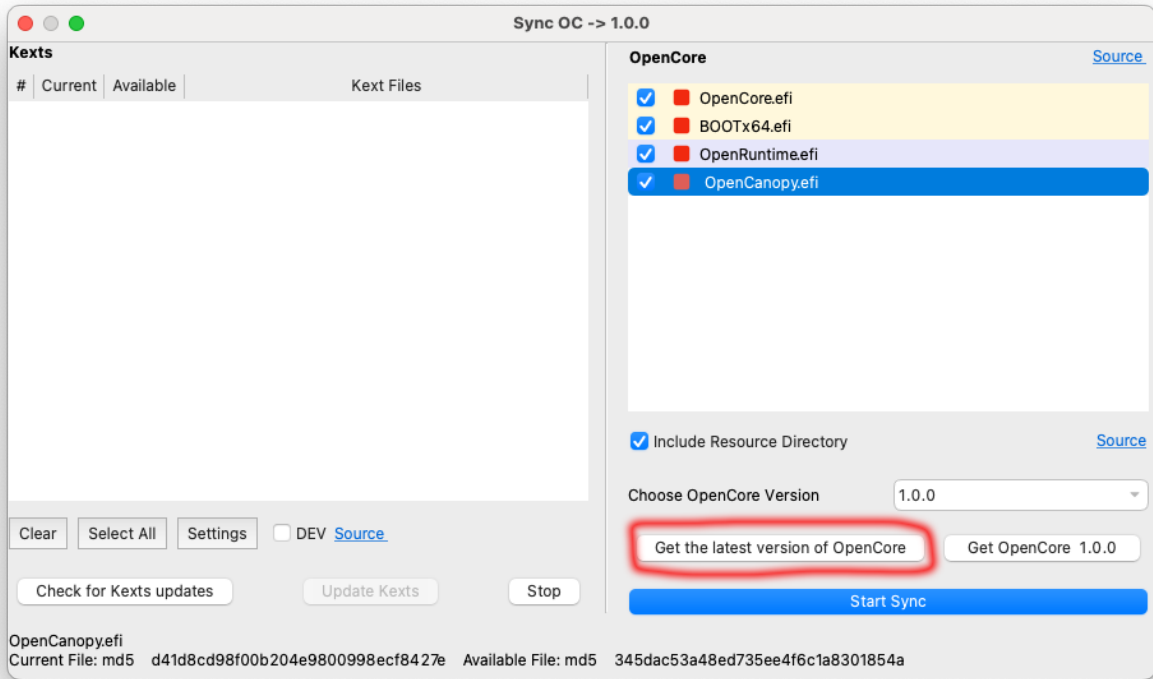 Sync OC -> 1.0.0
Kexts
# Current Available Kext Files
Clear Select All Settings DEV Source
Check for Kexts updates Update Kexts Stop
OpenCore Source
OpenCore.efi
BOOTx64.efi
OpenRuntime.efi
OpenCanopy.efi
Include Resource Directory Source
Choose OpenCore Version 1.0.0
Get the latest version of OpenCore Get OpenCore 1.0.0
Start Sync
OpenCanopy.efi
Current File: md5 d41d8cd98f00b204e9800998ecf8427e Available File: md5 345dac53a48ed735ee4f6c1a8301854a